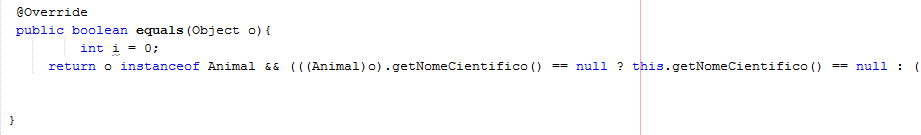 @Override
public boolean equals(Object o){
int i = 0;
return o instanceof Animal && (((Animal)o).getNomeCientifico() == null ? this.getNomeCientifico() == null : (
}